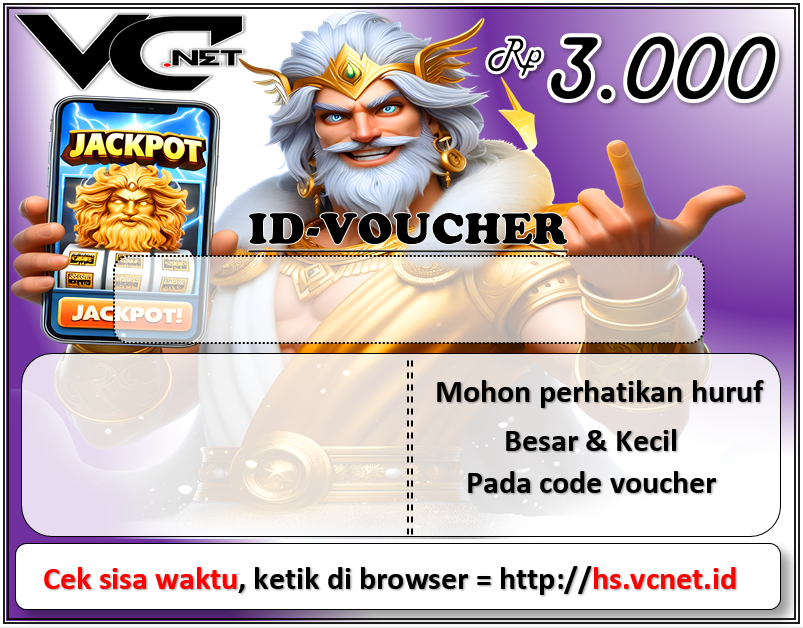 VC.NET
Rp 3.000
JACKPOT
ID-VOUCHER
JACKPOT!
Mohon perhatikan huruf
Besar & Kecil
Pada code voucher
Cek sisa waktu, ketik di browser = http://hs.vcnet.id